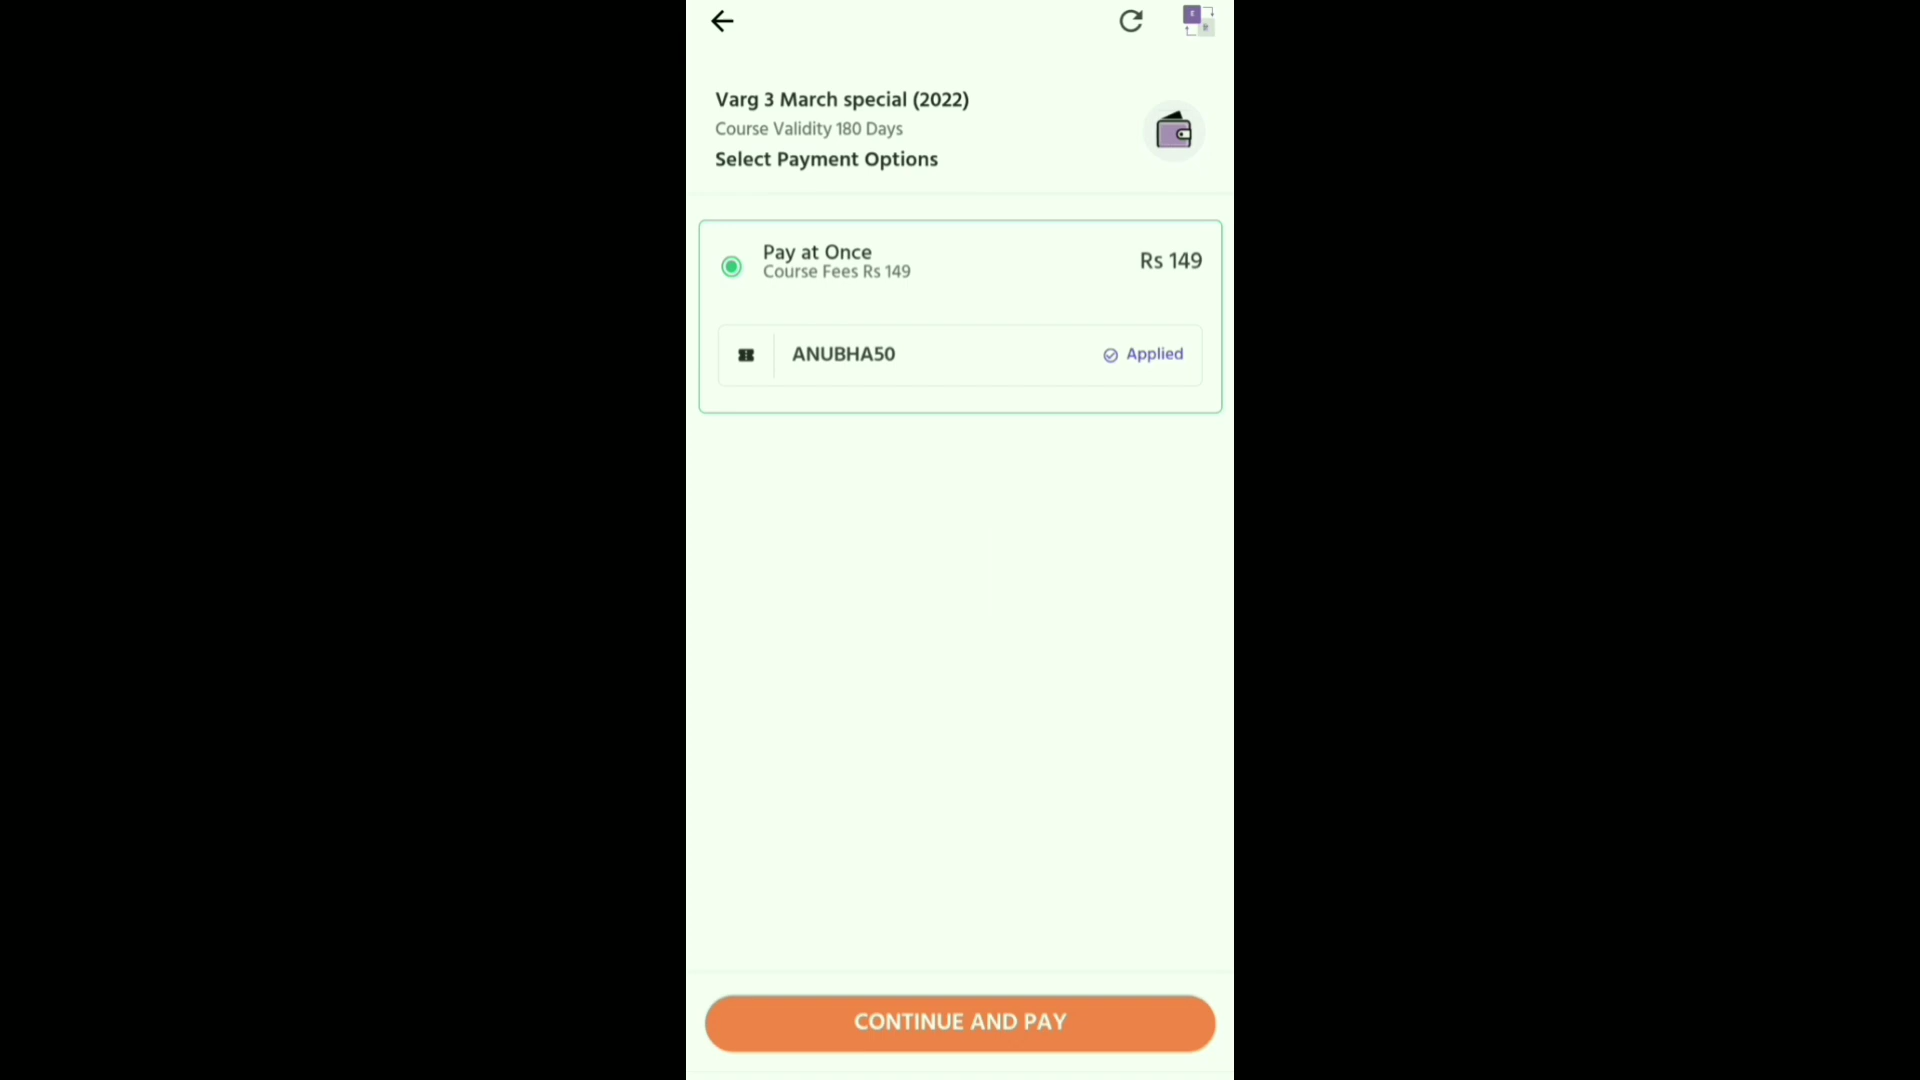 Varg 3 March special (2022)
Course Validity 180 Days
Select Payment Options
Pay at Once
Rs 149
Course Fees Rs 149
ANUBHA50
Applied
CONTINUE AND PAY